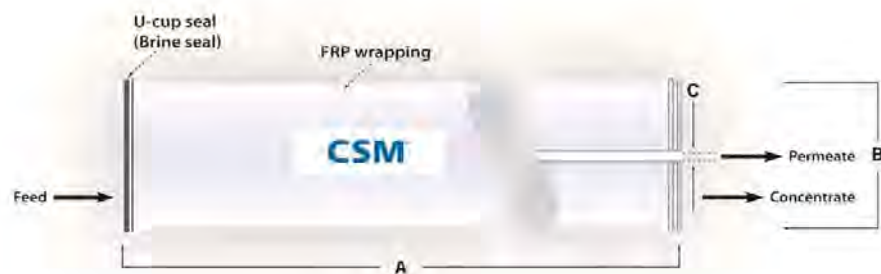 U-cup seal
(Brine seal)
FRP wrapping
C
CSM
Permeate
B
Feed
Concentrate
A